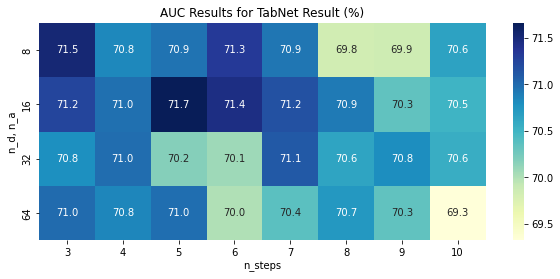 AUC Results for TabNet Result (%)
n_d, n_a
8 71.5 70.8 70.9 71.3 70.9 69.8 69.9 70.6
16 71.2 71.0 71.7 71.4 71.2 70.9 70.3 70.5
32 70.8 71.0 70.2 70.1 71.1 70.6 70.8 70.6
64 71.0 70.8 71.0 70.0 70.4 70.7 70.3 69.3
3 4 5 6 7 8 9 10
n_steps
71.5
71.0
70.5
70.0
69.5